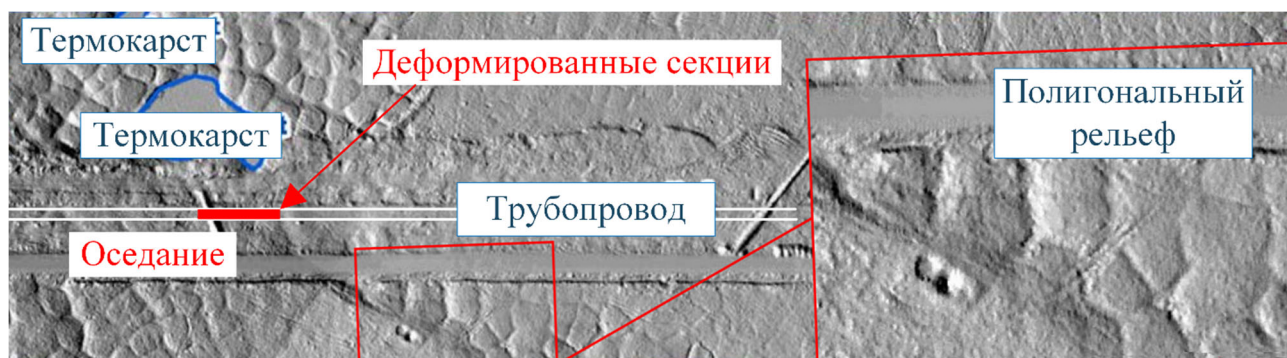 Термокарст
Деформированные секции
Термокарст
Полигональный
рельеф
Трубопровод
Оседание